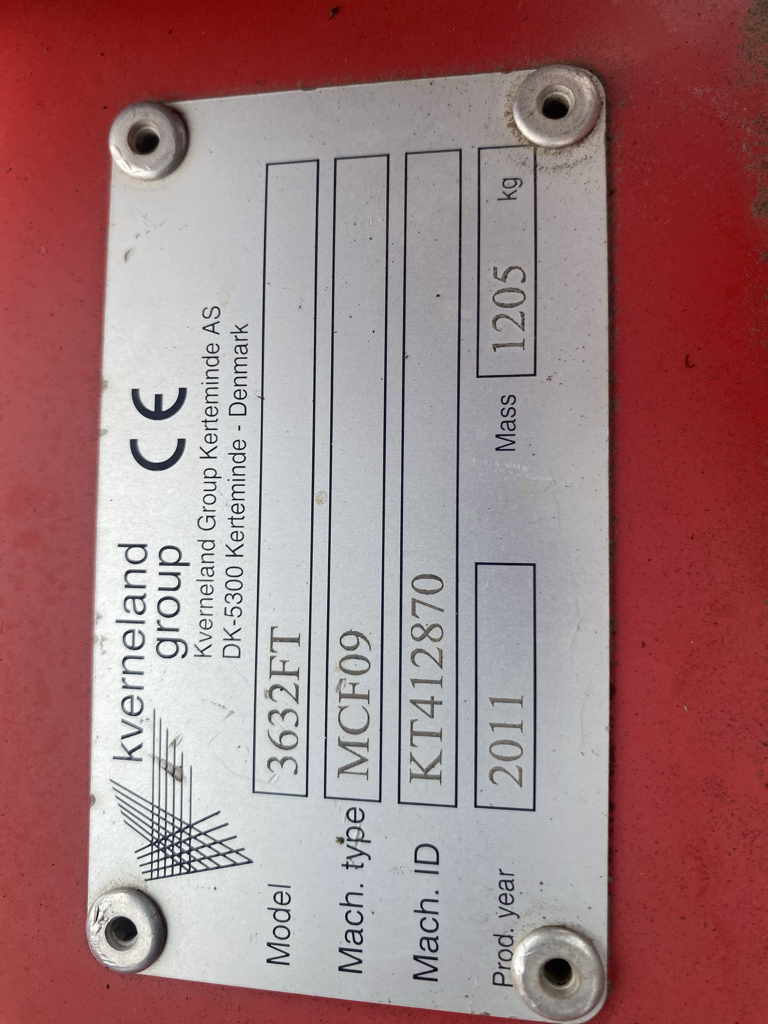 kverneland
group
CE
Kverneland Group Kerteminde AS
DK-5300 Kerteminde - Denmark
Model 3632FT
Mach. type MCF09
Mach. ID KT412870
Prod. year 2011 Mass 1205 kg